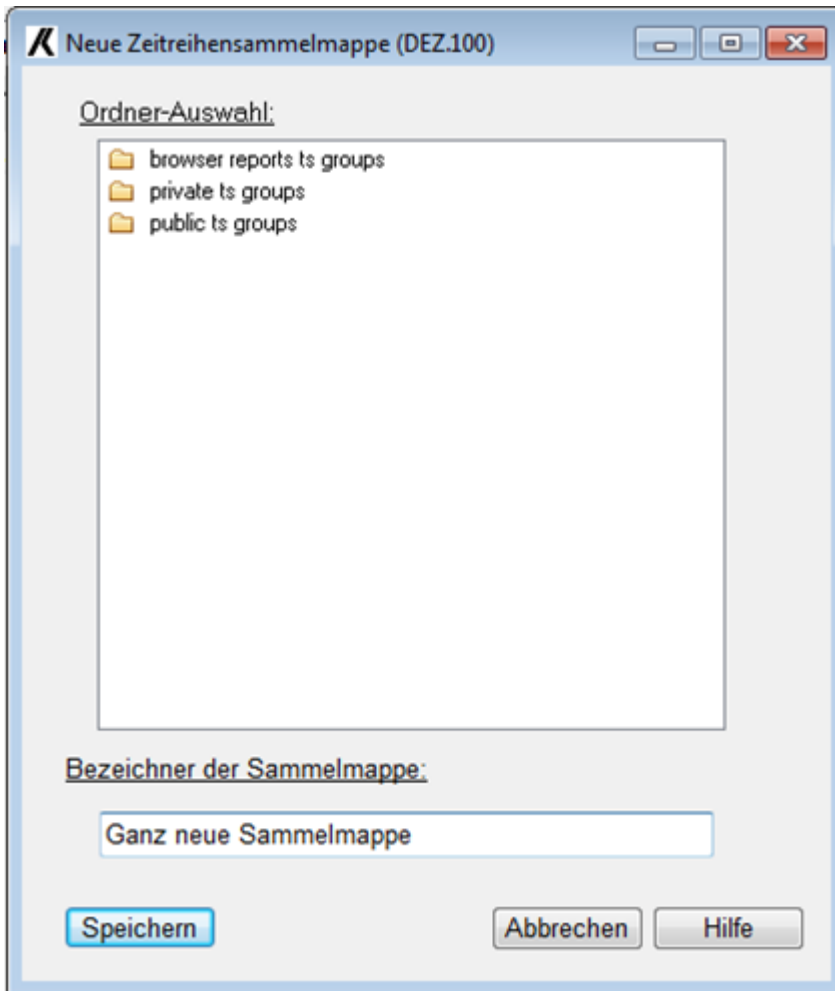 Neue Zeitreihensammelmappe (DEZ.100)
Ordner-Auswahl:
browser reports ts groups
private ts groups
public ts groups
Bezeichner der Sammelmappe:
Ganz neue Sammelmappe
Speichern Abbrechen Hilfe